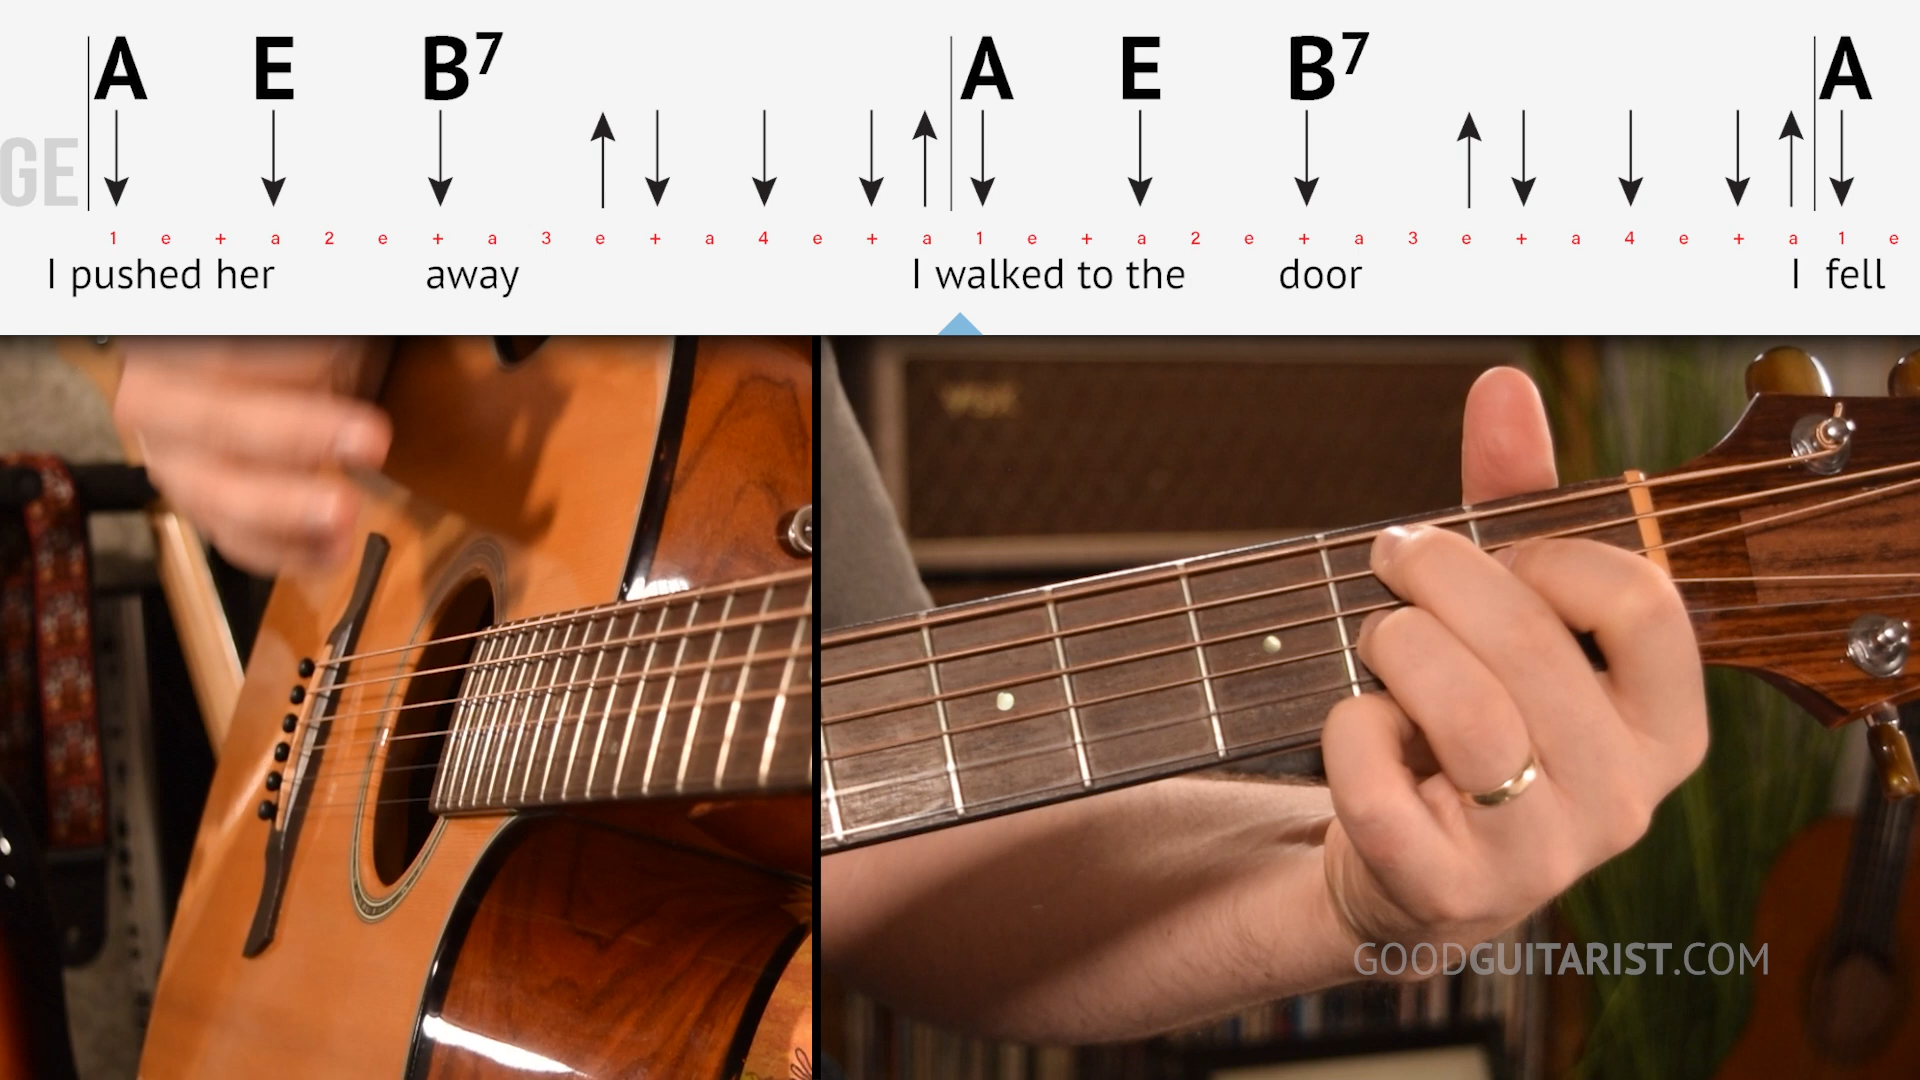 A E B7 A E B7 A
GE
1 e + a 2 e + a 3 e + a 4 e + a 1 e + a 2 e + a 3 e + a 4 e + a 1 e
I pushed her away I walked to the door I fell
VOX
GOODGUITARIST.COM